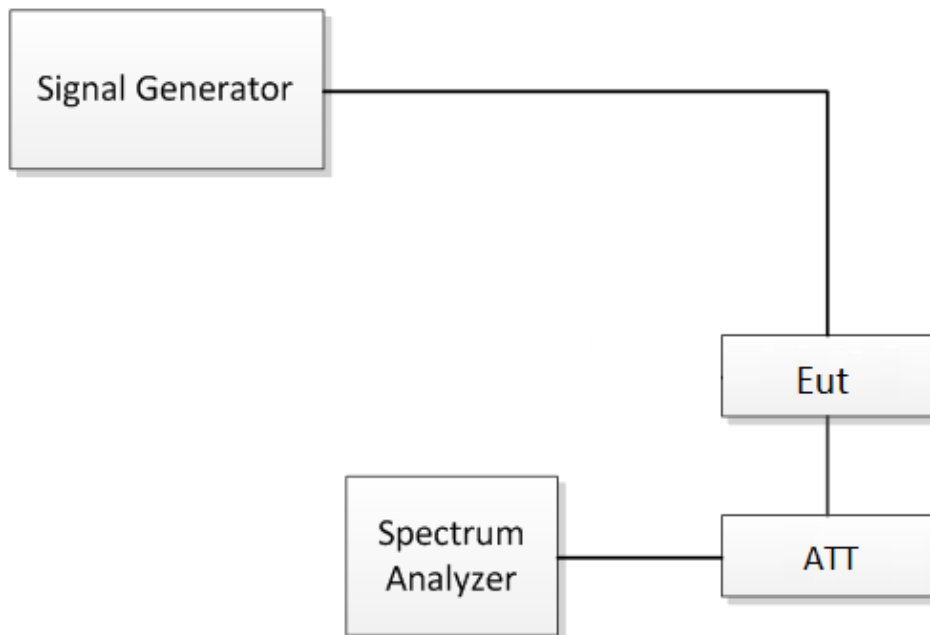 Signal Generator
Eut
Spectrum
Analyzer
ATT